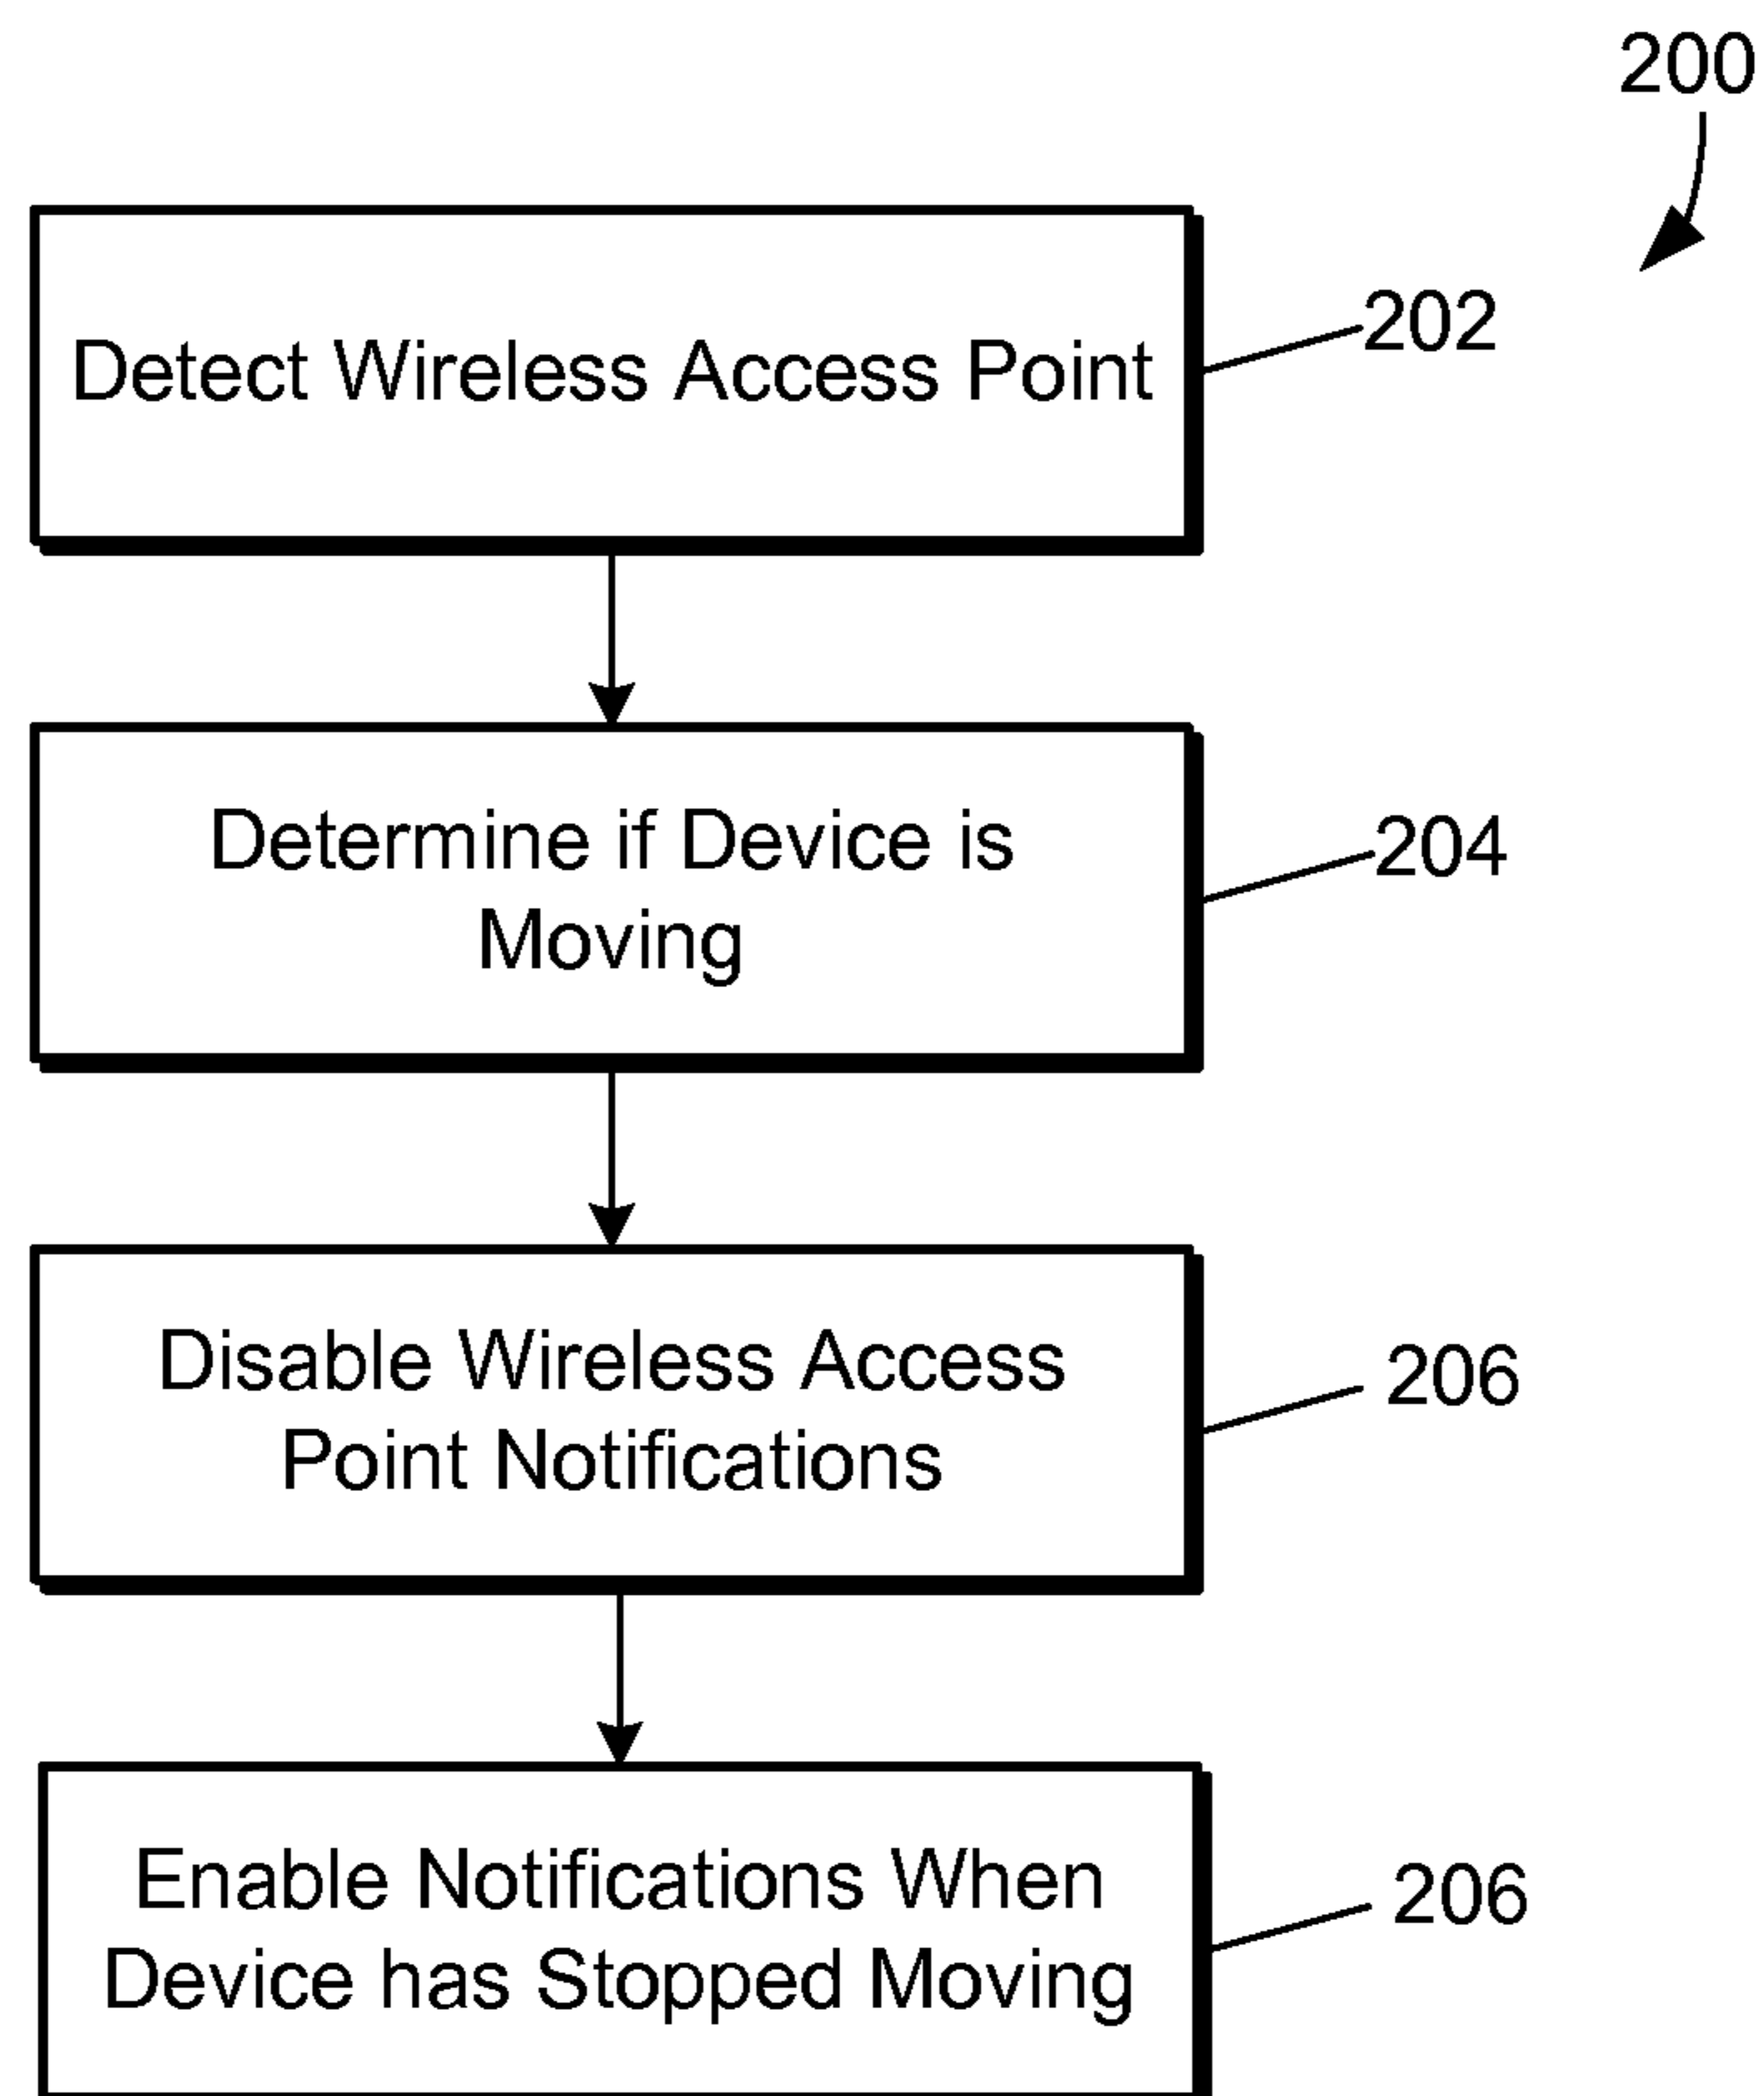 200
Detect Wireless Access Point
202
Determine if Device is
Moving
204
Disable Wireless Access
Point Notifications
206
Enable Notifications When
Device has Stopped Moving
206